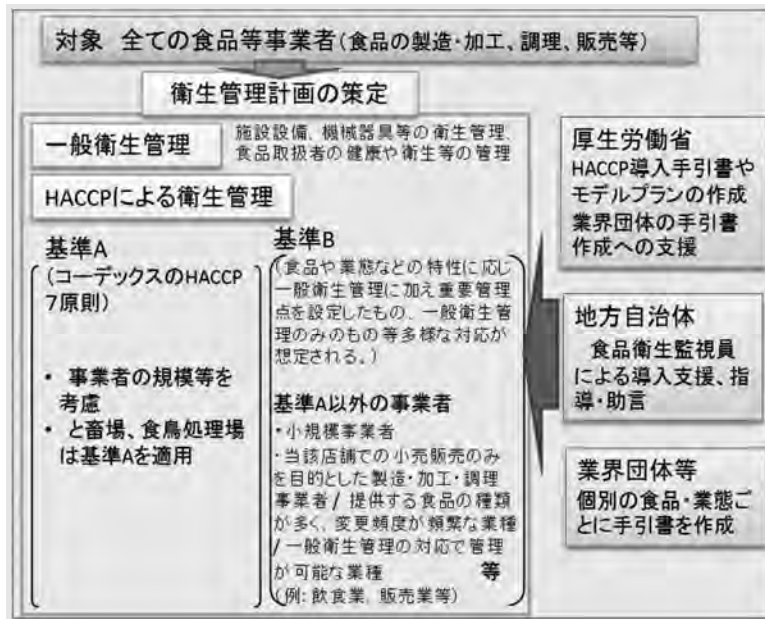 対象 全ての食品等事業者(食品の製造・加工、調理、販売等)
衛生管理計画の策定
一般衛生管理
施設設備、機械器具等の衛生管理、
食品取扱者の健康や衛生等の管理
HACCPによる衛生管理
基準A
(コーデックスのHACCP
7原則)
• 事業者の規模等を
考慮
• と畜場、食鳥処理場
は基準Aを適用
基準B
(食品や業態などの特性に応じ
一般衛生管理に加え重要管理
点を設定したもの、一般衛生管
理のみのもの等多様な対応が
想定される。)
基準A以外の事業者
・小規模事業者
・当該店舗での小売販売のみ
を目的とした製造・加工・調理
事業者/ 提供する食品の種類
が多く、変更頻度が頻繁な業種
/一般衛生管理の対応で管理
が可能な業種 等
(例:飲食業、販売業等)
厚生労働省
HACCP導入手引書や
モデルプランの作成
業界団体の手引書
作成への支援
地方自治体
食品衛生監視員
による導入支援、指
導・助言
業界団体等
個別の食品・業態ご
とに手引書を作成